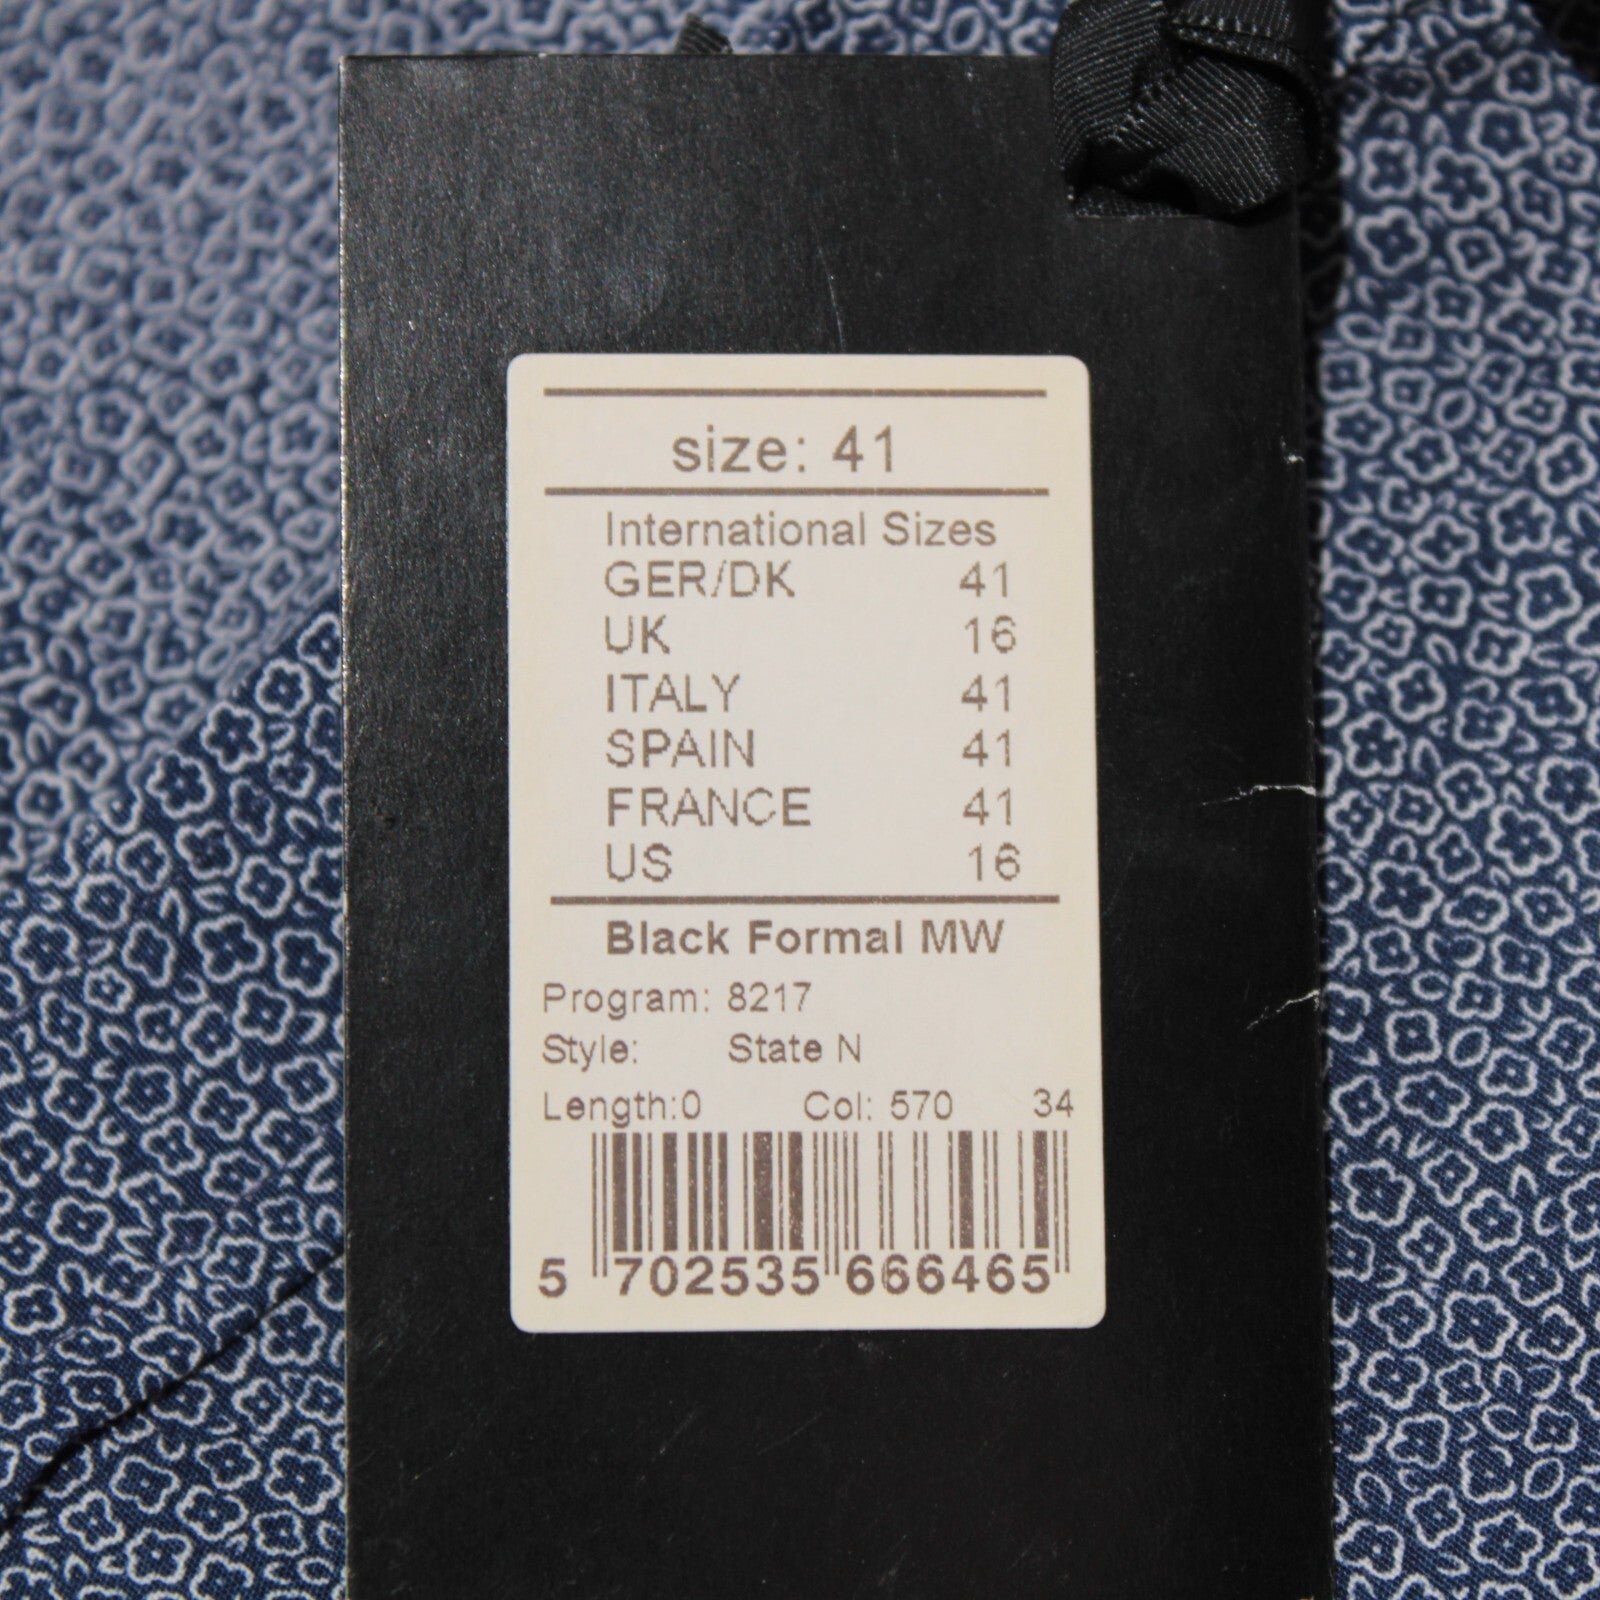 size: 41
International Sizes
GER/DK 41
UK 16
ITALY 41
SPAIN 41
FRANCE 41
US 16
Black Formal MW
Program: 8217
Style: State N
Length:0 Col: 570 34
5 702535 666465